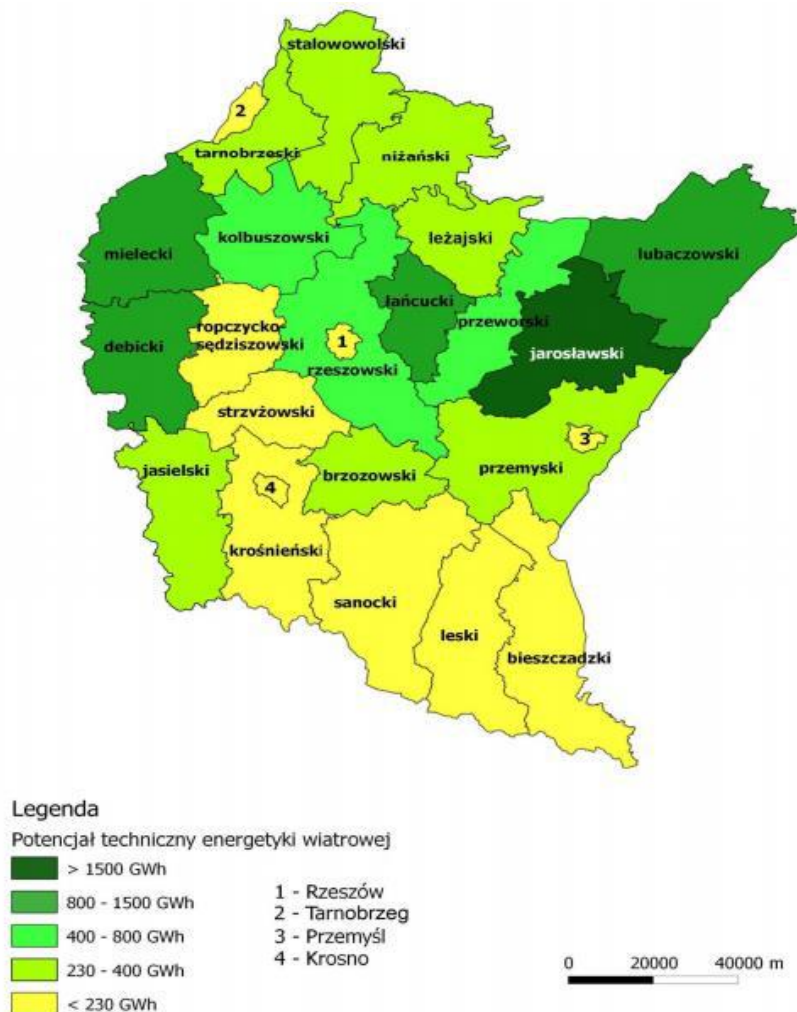 stalowowolski
2
tarnobrzeski
niżański
kolbuszowski
leżajski
mielecki
lubaczowski
łańcucki
ropczycko-
sędziszowski
przeworski
debicki
1
jarosławski
rzeszowski
strzyżowski
3
jasielski
brzozowski
przemyski
4
krośnieński
sanocki
leski
bieszczadzki
Legenda
Potencjał techniczny energetyki wiatrowej
> 1500 GWh
800 - 1500 GWh
400 - 800 GWh
230 - 400 GWh
< 230 GWh
1 - Rzeszów
2 - Tarnobrzeg
3 - Przemyśl
4 - Krosno
0 20000 40000 m